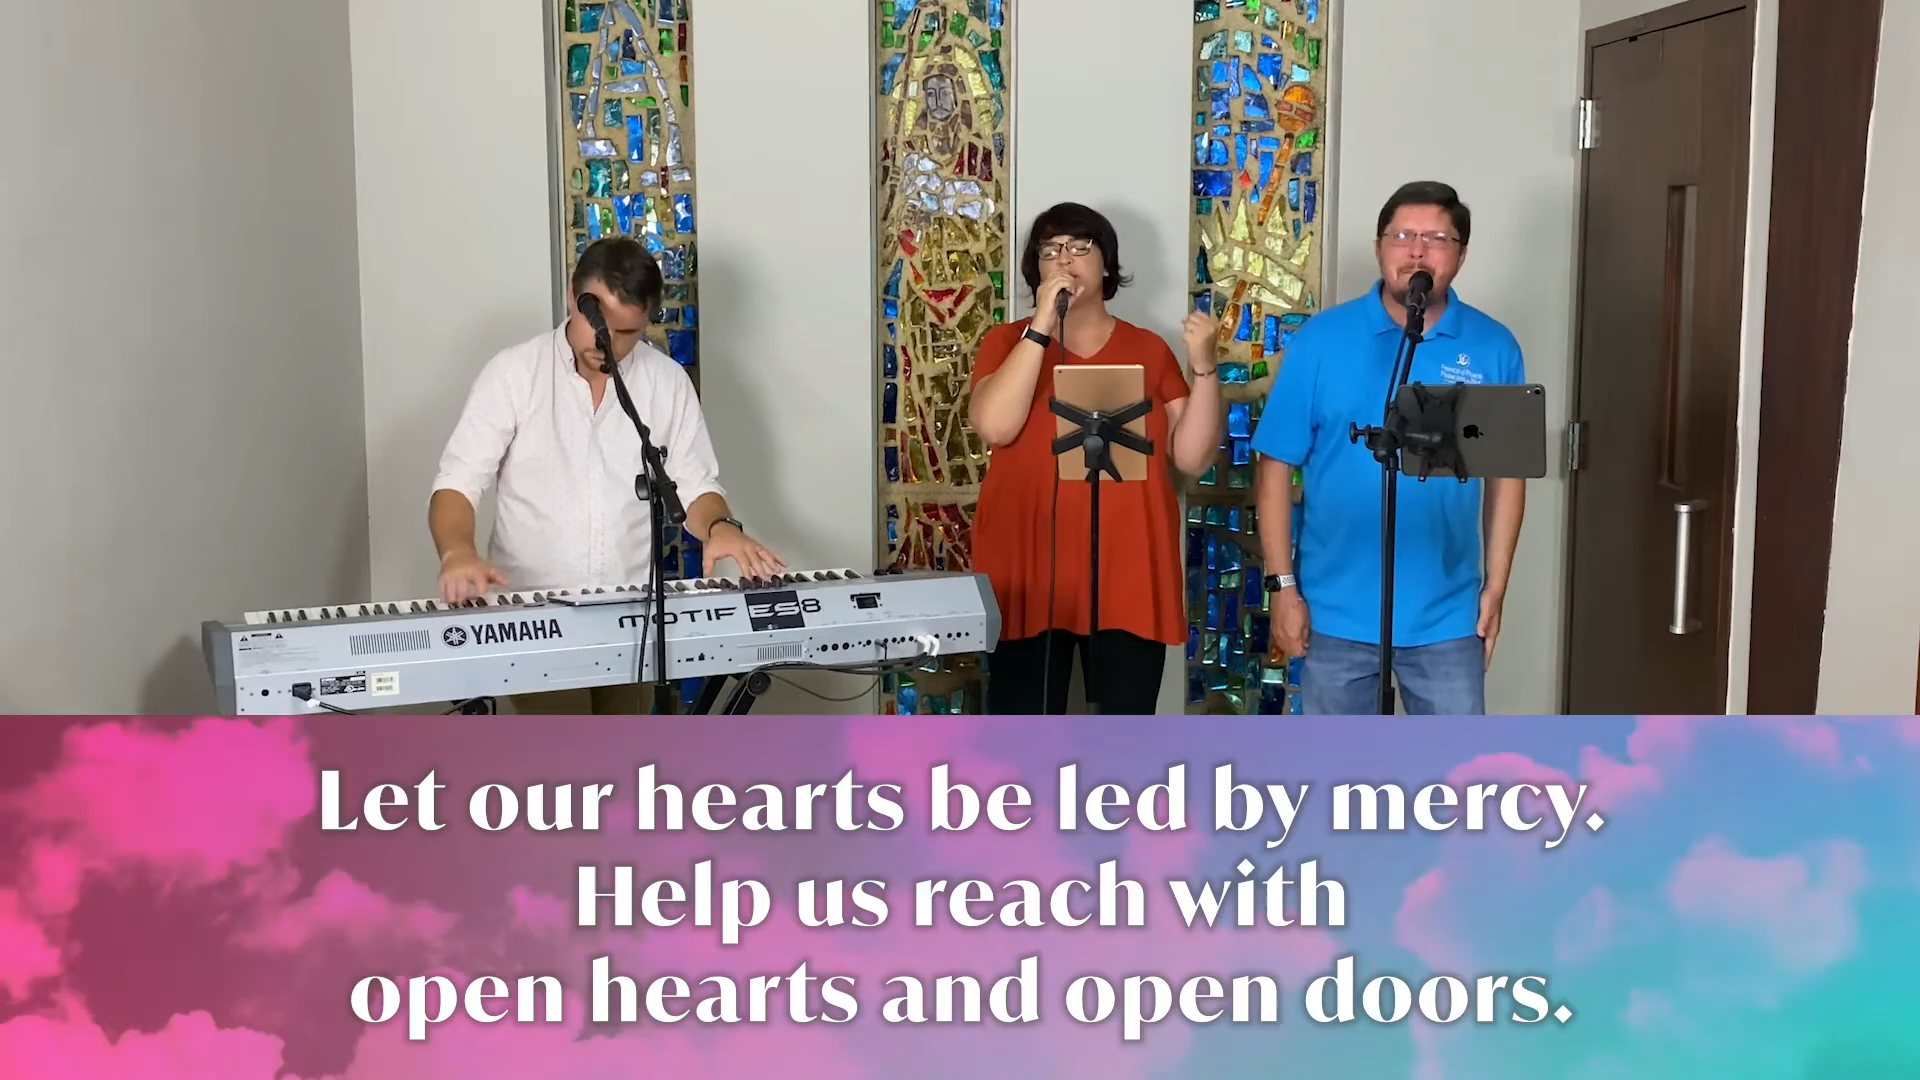 YAMAHA
MOTIF ES8
Let our hearts be led by mercy.
Help us reach with
open hearts and open doors.